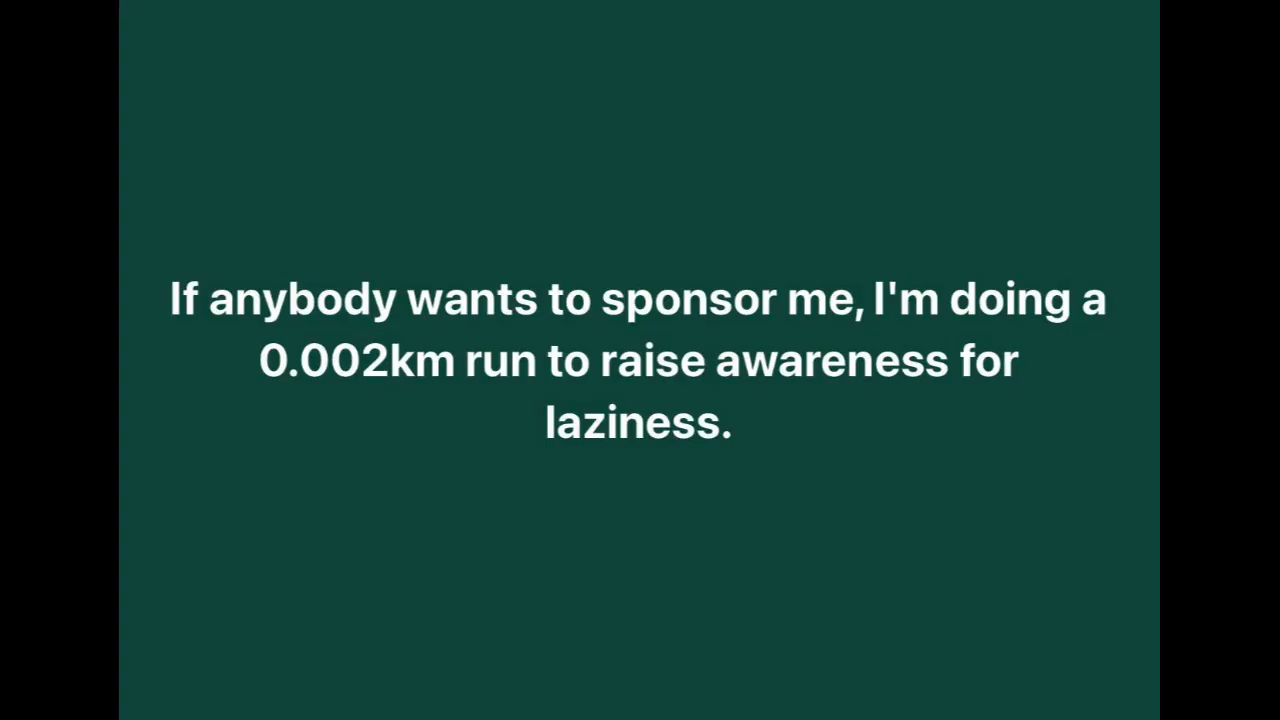 If anybody wants to sponsor me, I'm doing a
0.002km run to raise awareness for
laziness.